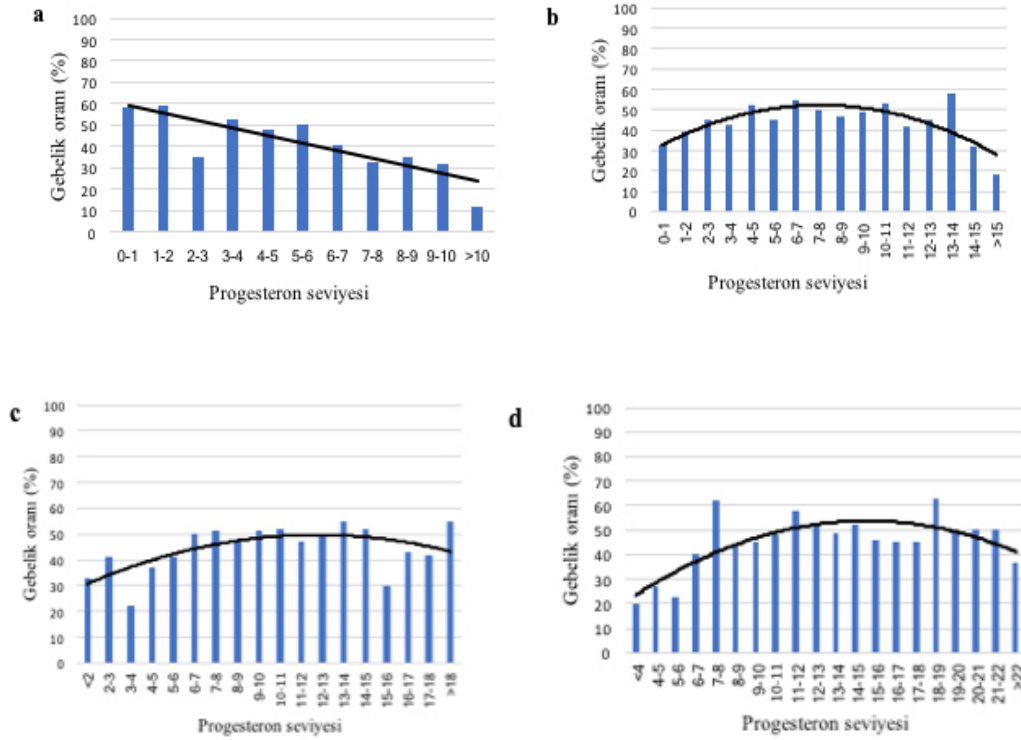 a
Gebelik oranı (%)
100
90
80
70
60
50
40
30
20
10
0
0-1 1-2 2-3 3-4 4-5 5-6 6-7 7-8 8-9 9-10 >10
Progesteron seviyesi
b
Gebelik oranı (%)
100
90
80
70
60
50
40
30
20
10
0
0-1 1-2 2-3 3-4 4-5 5-6 6-7 7-8 8-9 9-10 10-11 11-12 12-13 13-14 14-15 >15
Progesteron seviyesi
c
Gebelik oranı (%)
100
90
80
70
60
50
40
30
20
10
0
<2 2-3 3-4 4-5 5-6 6-7 7-8 8-9 9-10 10-11 11-12 12-13 13-14 14-15 15-16 16-17 17-18 >18
Progesteron seviyesi
d
Gebelik oranı (%)
100
90
80
70
60
50
40
30
20
10
0
<4 4-5 5-6 6-7 7-8 8-9 9-10 10-11 11-12 12-13 13-14 14-15 15-16 16-17 17-18 18-19 19-20 20-21 21-22 >22
Progesteron seviyesi